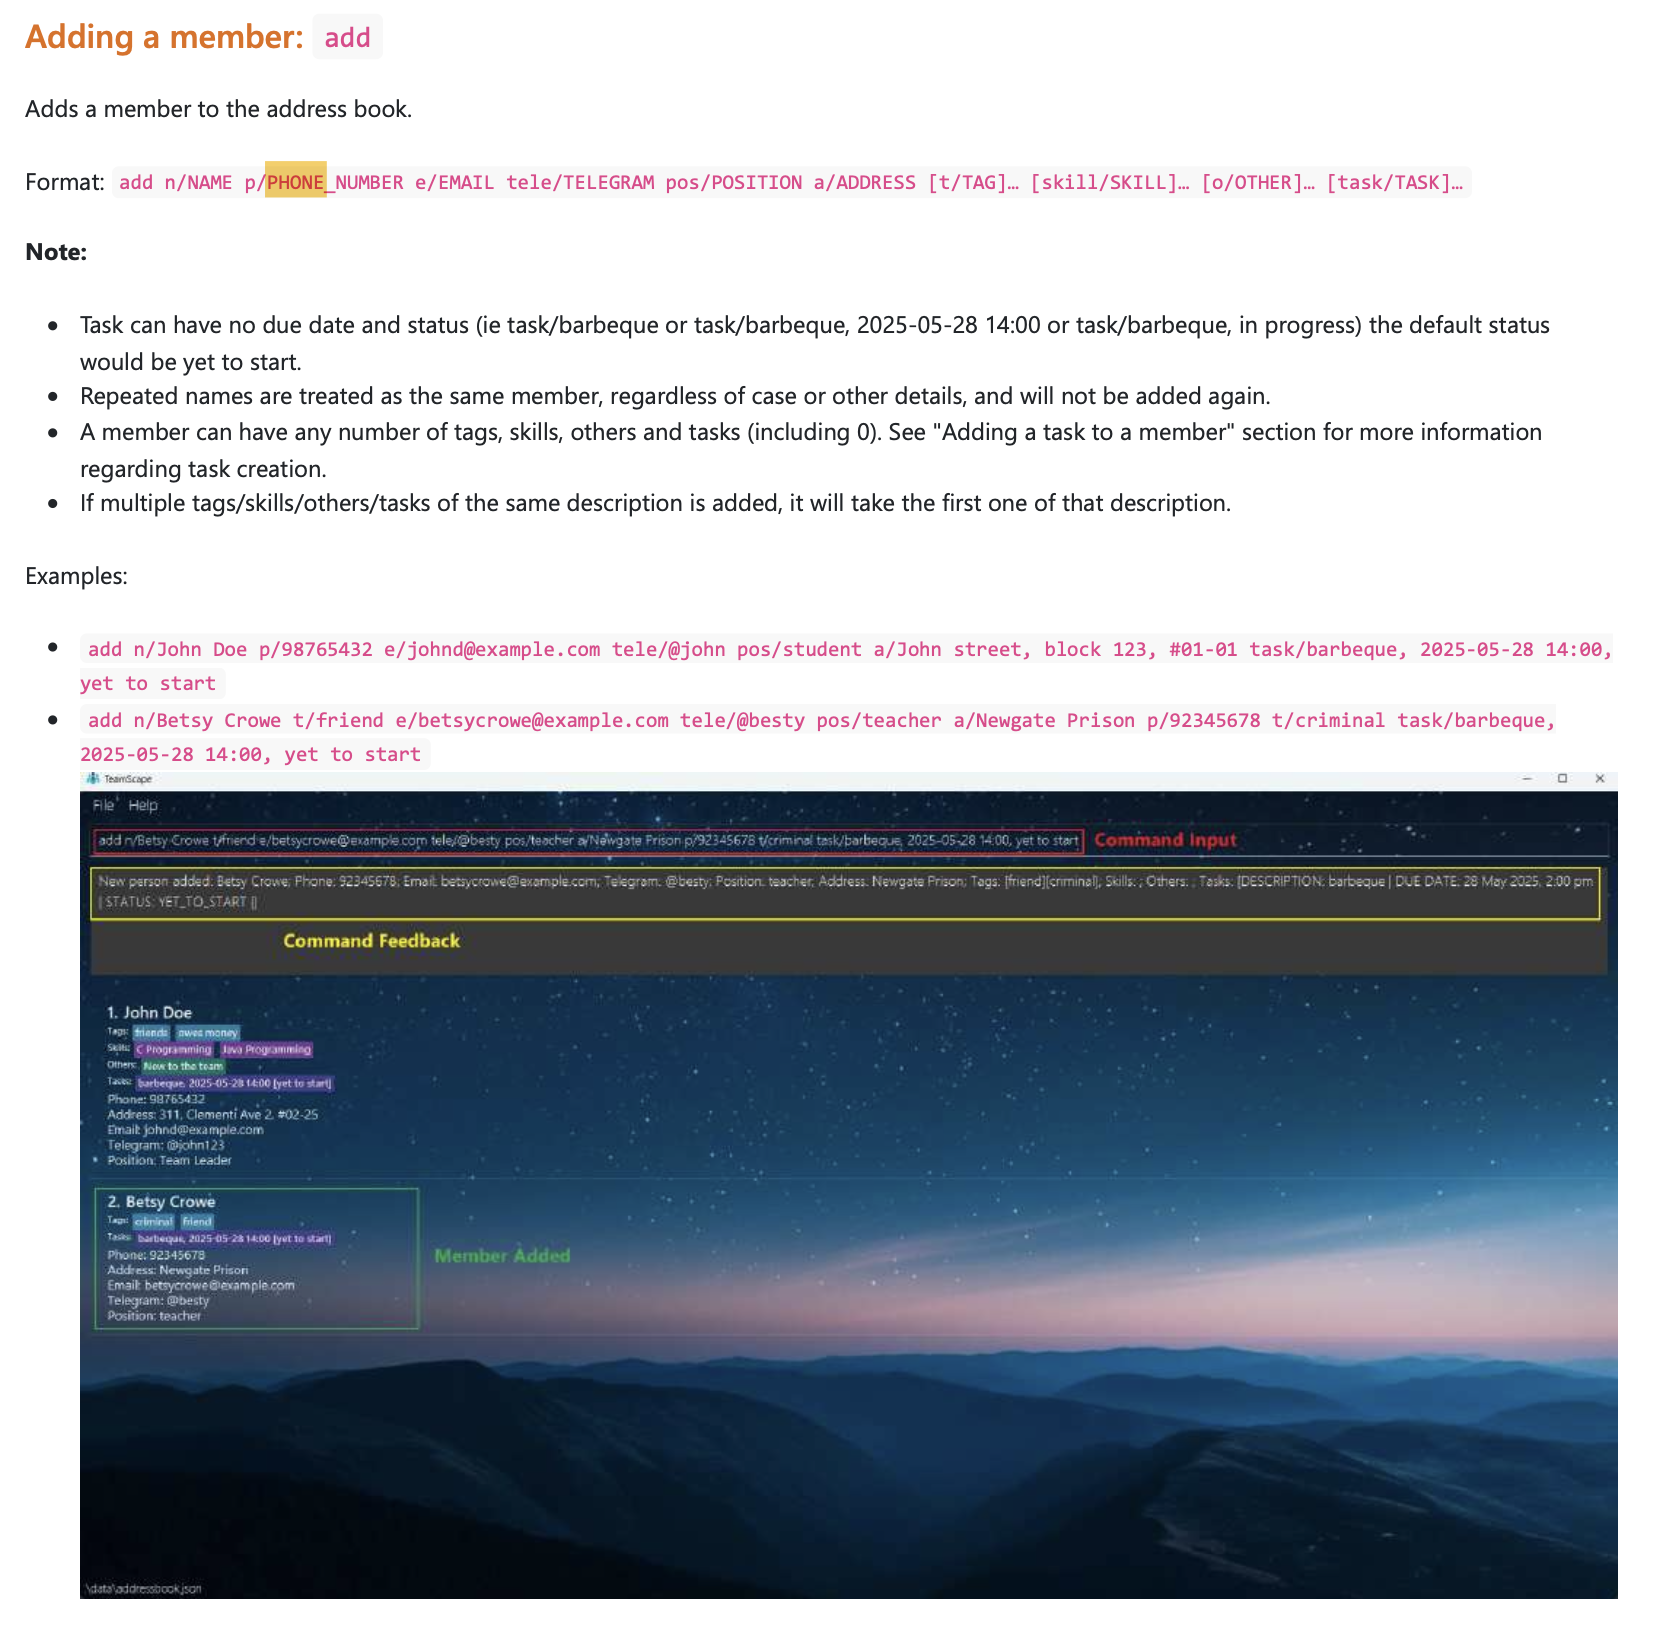 Adding a member: add
Adds a member to the address book.
Format: add n/NAME p/PHONE_NUMBER e/EMAIL tele/TELEGRAM pos/POSITION a/ADDRESS [t/TAG]… [skill/SKILL]… [o/OTHER]… [task/TASK]…
Note:
Task can have no due date and status (ie task/barbeque or task/barbeque, 2025-05-28 14:00 or task/barbeque, in progress) the default status
would be yet to start.
Repeated names are treated as the same member, regardless of case or other details, and will not be added again.
A member can have any number of tags, skills, others and tasks (including 0). See "Adding a task to a member" section for more information
regarding task creation.
If multiple tags/skills/others/tasks of the same description is added, it will take the first one of that description.
Examples:
add n/John Doe p/98765432 e/johnd@example.com tele/@john pos/student a/John street, block 123, #01-01 task/barbeque, 2025-05-28 14:00,
yet to start
add n/Betsy Crowe t/friend e/betsycrowe@example.com tele/@besty pos/teacher a/Newgate Prison p/92345678 t/criminal task/barbeque,
2025-05-28 14:00, yet to start
TeamScape
File Help
add n/Betsy Crowe t/friend e/betsycrowe@example.com tele/@besty pos/teacher a/Newgate Prison p/92345678 t/criminal task/barbeque, 2025-05-28 14:00, yet to start Command Input
New person added: Betsy Crowe; Phone: 92345678; Email: betsycrowe@example.com; Telegram: @besty; Position: teacher; Address: Newgate Prison; Tags: [friend][criminal]; Skills: ; Others: ; Tasks: [DESCRIPTION: barbeque | DUE DATE: 28 May 2025, 2:00 pm
| STATUS: YET_TO_START []
Command Feedback
1. John Doe
Tags: friends owes money
Skills: C Programming Java Programming
Others: New to the team
Tasks: barbeque, 2025-05-28 14:00 [yet to start]
Phone: 98765432
Address: 311, Clementi Ave 2, #02-25
Email: johnd@example.com
Telegram: @john123
Position: Team Leader
2. Betsy Crowe
Tags: criminal friend
Tasks: barbeque, 2025-05-28 14:00 [yet to start]
Phone: 92345678
Address: Newgate Prison
Email: betsycrowe@example.com
Telegram: @besty
Position: teacher
Member Added
\data\addressbook.json